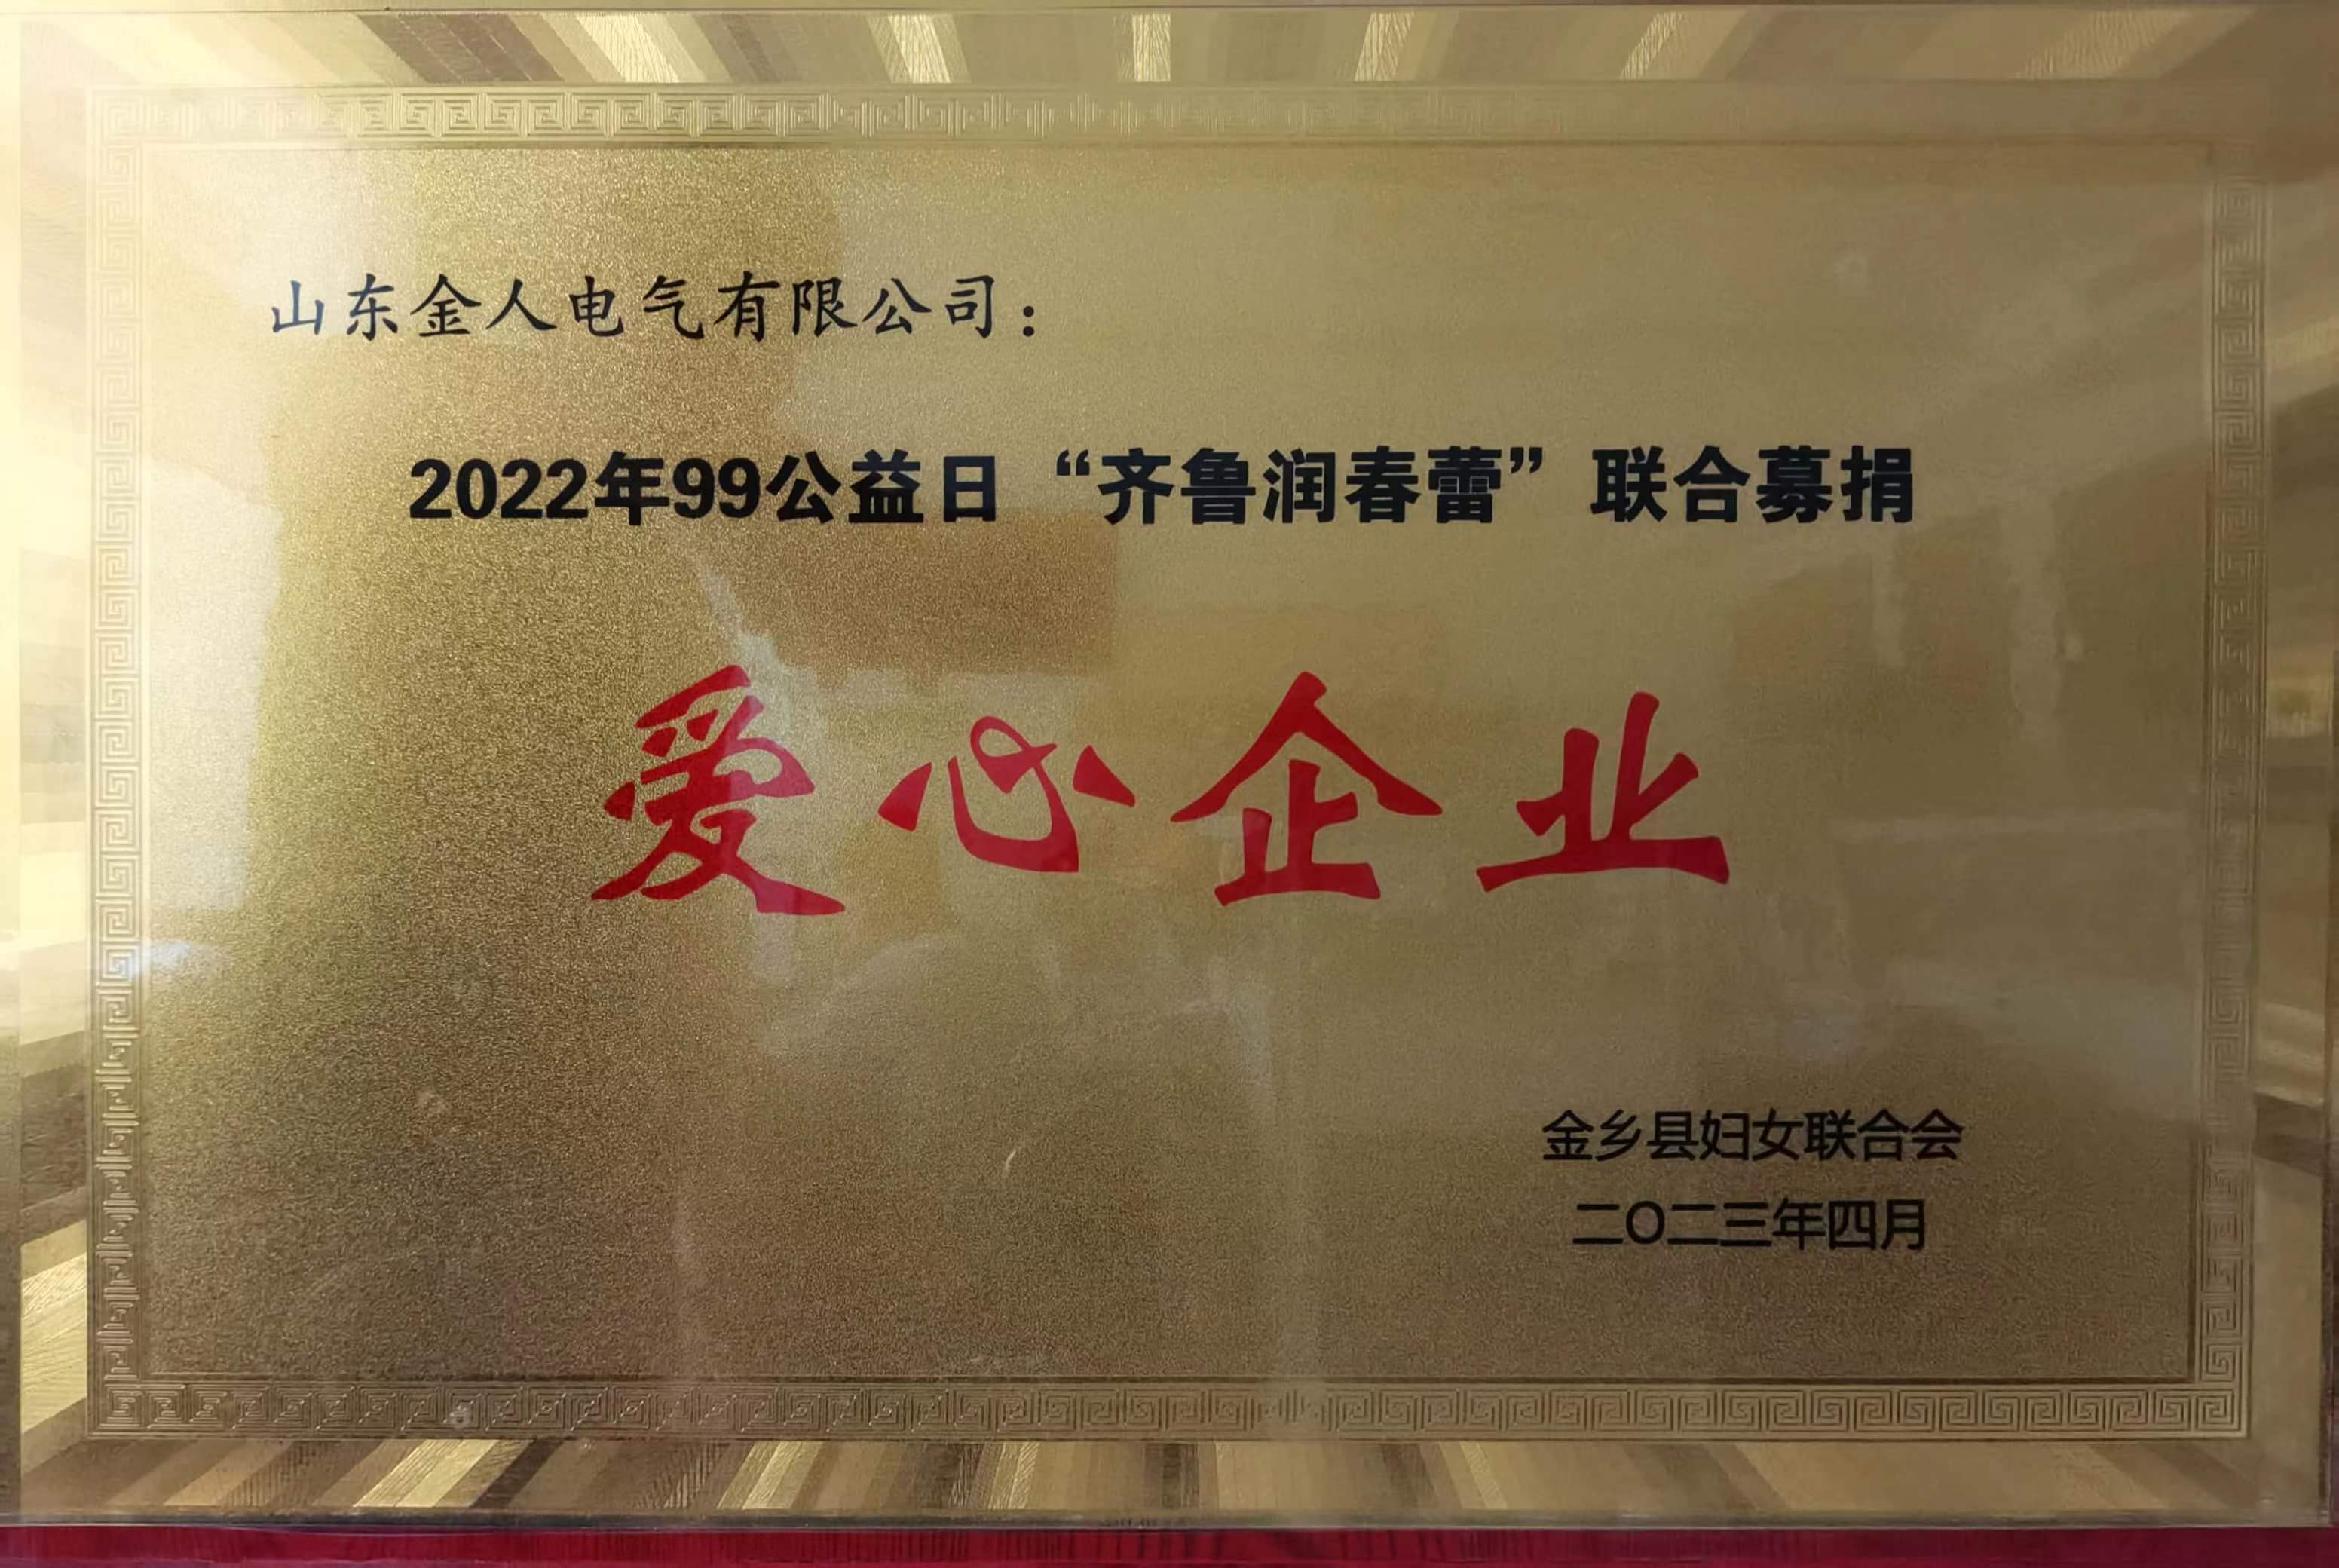 山东金人电气有限公司：
2022年99公益日“齐鲁润春蕾”联合募捐
爱心企业
金乡县妇女联合会
二〇二三年四月